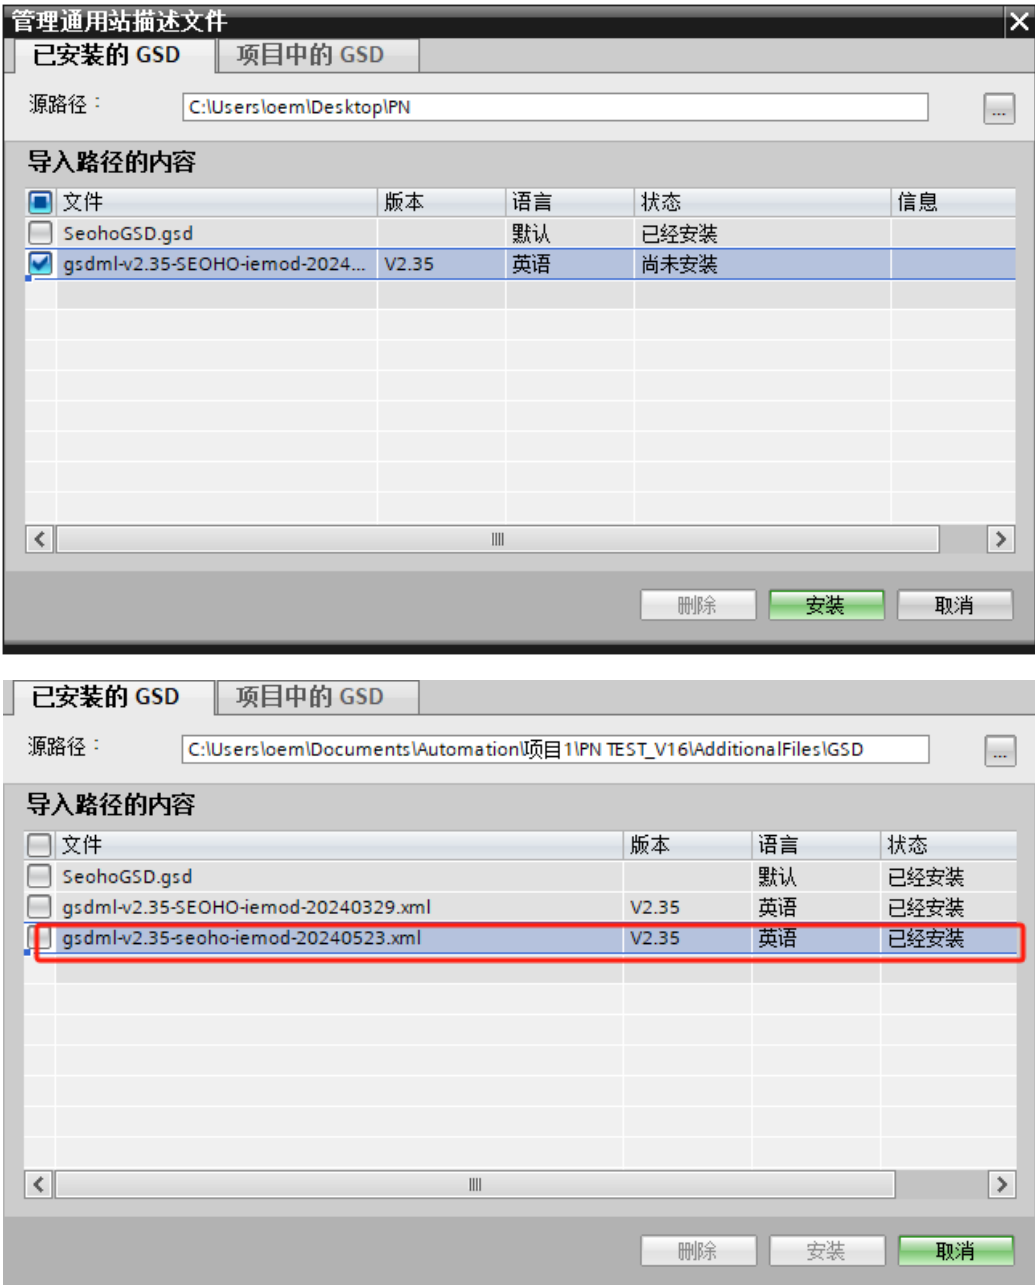 管理通用站描述文件
已安装的 GSD 项目中的 GSD
源路径： C:\Users\oem\Desktop\PN ...
导入路径的内容
文件 版本 语言 状态 信息
SeohoGSD.gsd 默认 已经安装
gsdml-v2.35-SEOHO-iemod-2024... V2.35 英语 尚未安装
删除 安装 取消
已安装的 GSD 项目中的 GSD
源路径： C:\Users\oem\Documents\Automation\项目1\PN TEST_V16\AdditionalFiles\GSD ...
导入路径的内容
文件 版本 语言 状态
SeohoGSD.gsd 默认 已经安装
gsdml-v2.35-SEOHO-iemod-20240329.xml V2.35 英语 已经安装
gsdml-v2.35-seoho-iemod-20240523.xml V2.35 英语 已经安装
删除 安装 取消